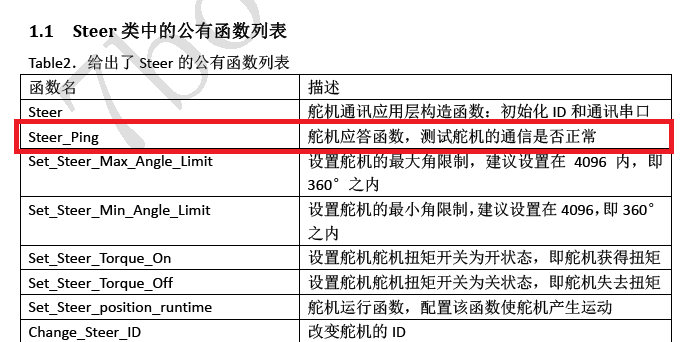 1.1 Steer 类中的公有函数列表
Table2. 给出了 Steer 的公有函数列表
函数名 描述
Steer 舵机通讯应用层构造函数：初始化 ID 和通讯串口
Steer_Ping 舵机应答函数，测试舵机的通信是否正常
Set_Steer_Max_Angle_Limit 设置舵机的最大角限制，建议设置在 4096 内，即
360°之内
Set_Steer_Min_Angle_Limit 设置舵机的最小角限制，建议设置在 4096，即 360°
之内
Set_Steer_Torque_On 设置舵机舵机扭矩开关为开状态，即舵机获得扭矩
Set_Steer_Torque_Off 设置舵机舵机扭矩开关为关状态，即舵机失去扭矩
Set_Steer_position_runtime 舵机运行函数，配置该函数使舵机产生运动
Change_Steer_ID 改变舵机的 ID